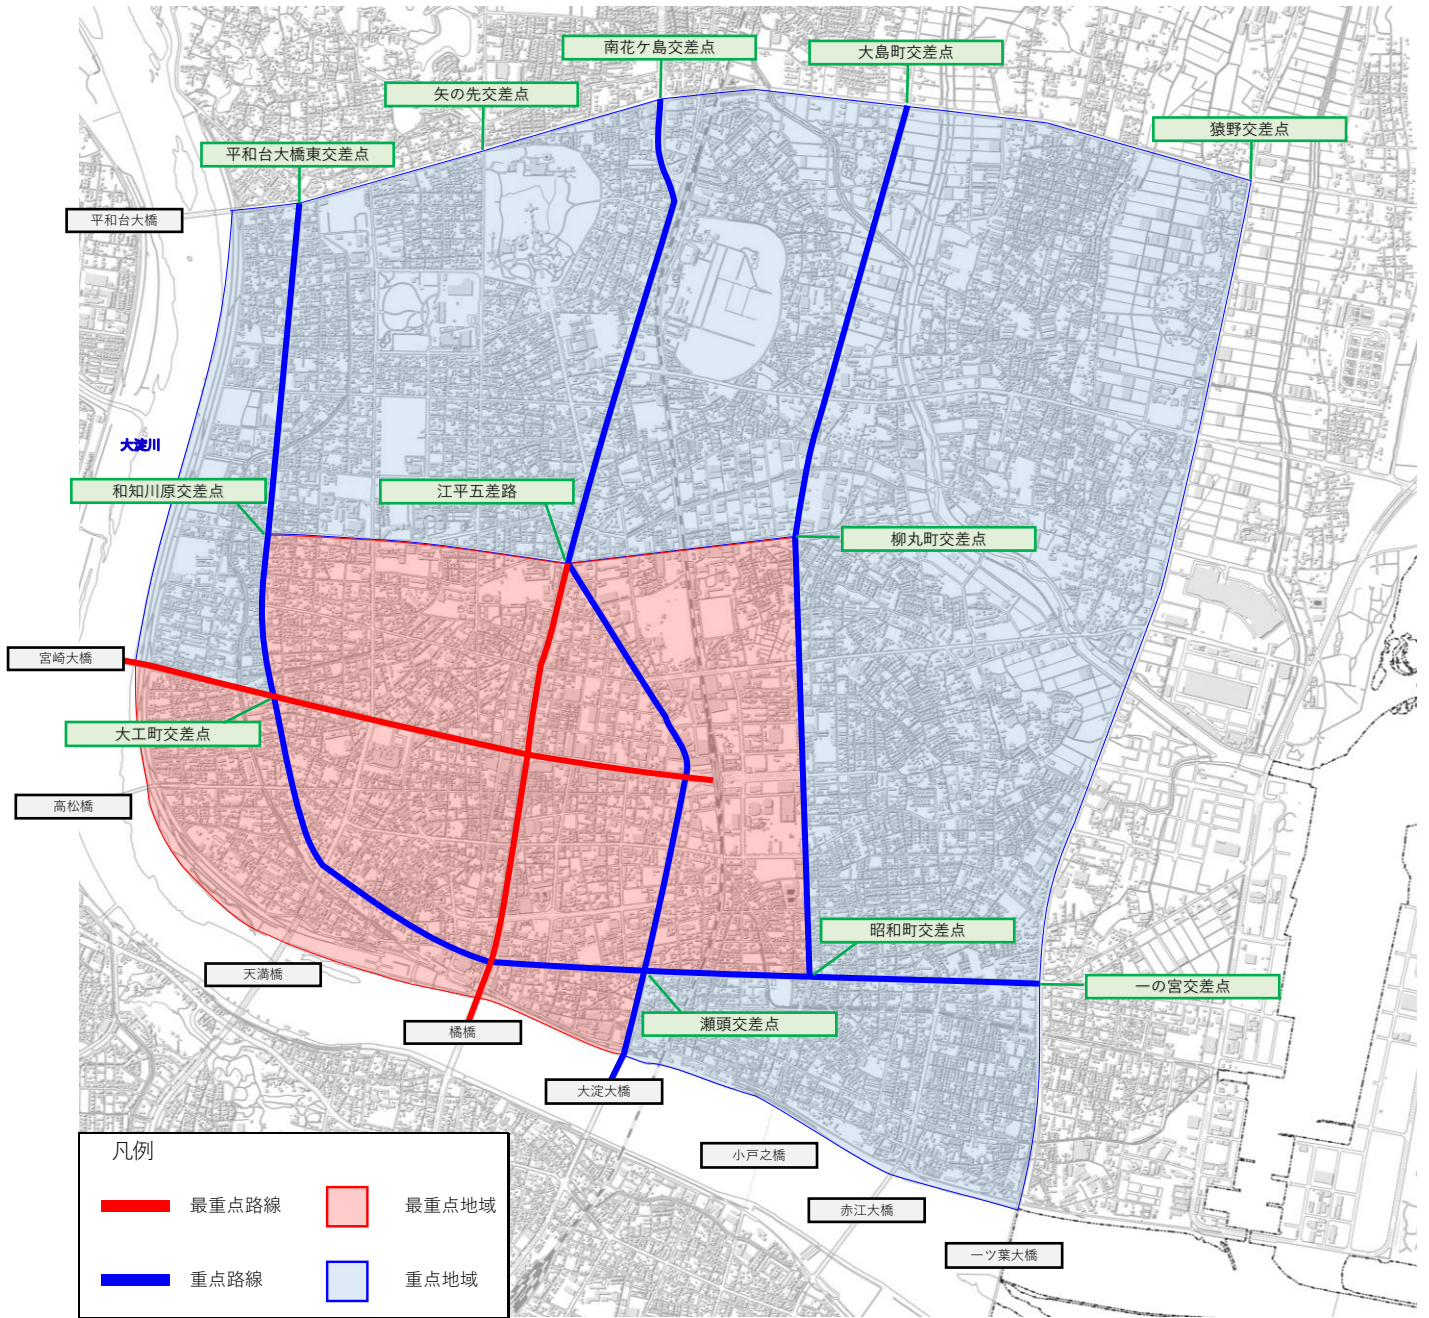 南花ケ島交差点
大島町交差点
矢の先交差点
猿野交差点
平和台大橋東交差点
平和台大橋
大淀川
和知川原交差点
江平五差路
柳丸町交差点
宮崎大橋
大工町交差点
高松橋
昭和町交差点
天満橋
一の宮交差点
橘橋
瀬頭交差点
大淀大橋
小戸之橋
赤江大橋
一ツ葉大橋
凡例
最重点路線
最重点地域
重点路線
重点地域